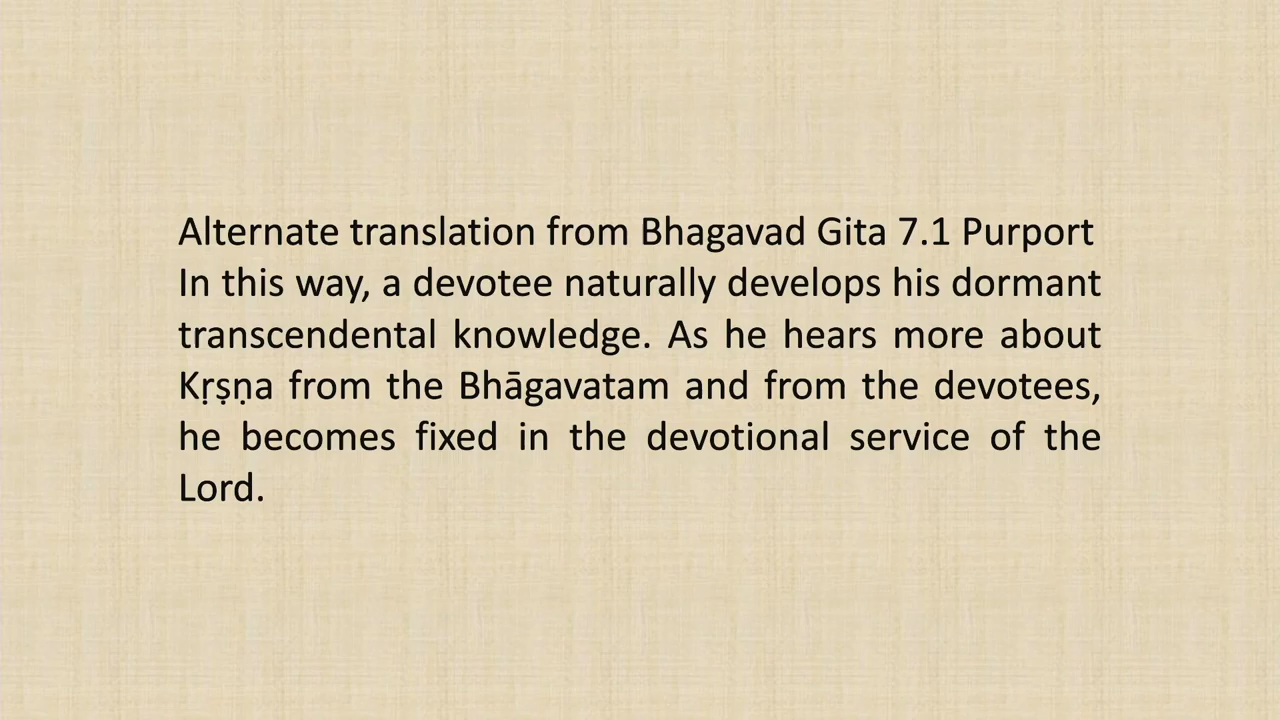 Alternate translation from Bhagavad Gita 7.1 Purport
In this way, a devotee naturally develops his dormant
transcendental knowledge. As he hears more about
Kṛṣṇa from the Bhāgavatam and from the devotees,
he becomes fixed in the devotional service of the
Lord.